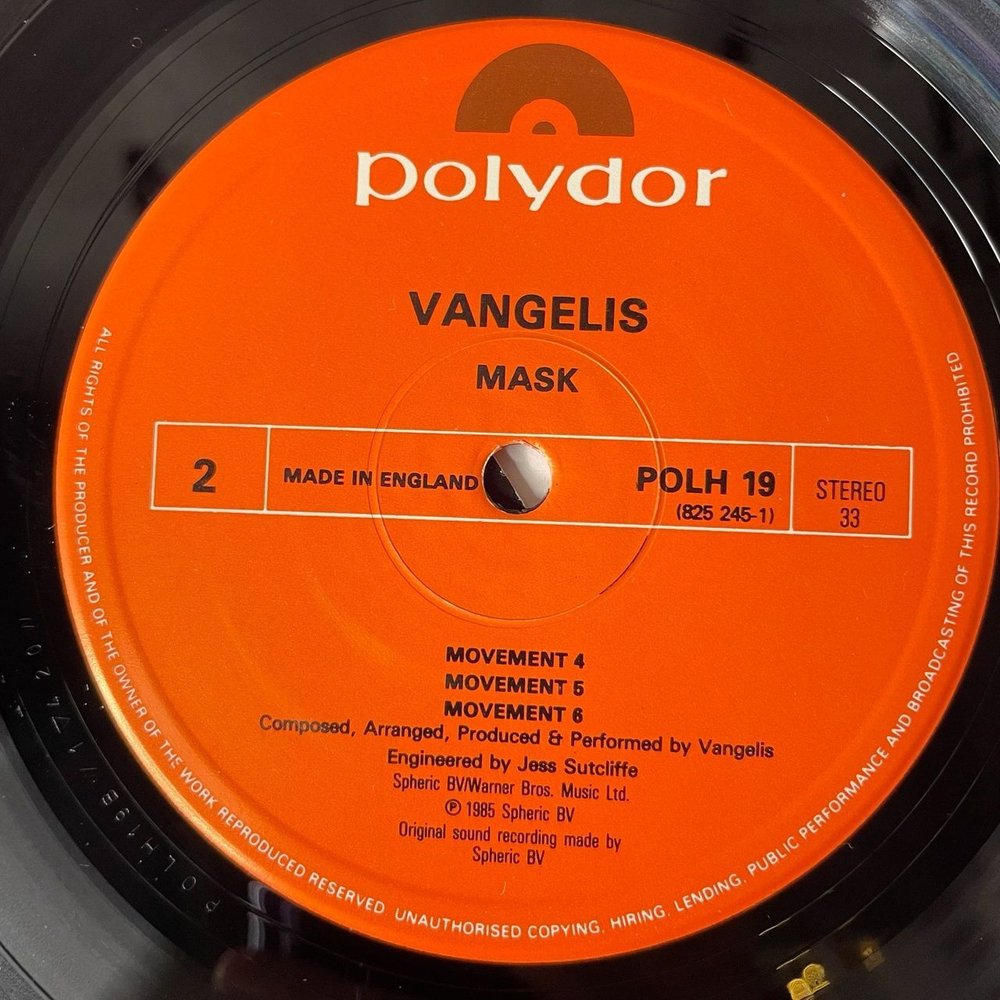 polydor
VANGELIS
MASK
2
MADE IN ENGLAND
POLH 19
(825 245-1)
STEREO
33
MOVEMENT 4
MOVEMENT 5
MOVEMENT 6
Composed, Arranged, Produced & Performed by Vangelis
Engineered by Jess Sutcliffe
Spheric BV/Warner Bros. Music Ltd.
℗ 1985 Spheric BV
Original sound recording made by
Spheric BV
ALL RIGHTS OF THE PRODUCER AND OF THE OWNER OF THE WORK REPRODUCED RESERVED UNAUTHORISED COPYING, HIRING, LENDING, PUBLIC PERFORMANCE AND BROADCASTING OF THIS RECORD PROHIBITED